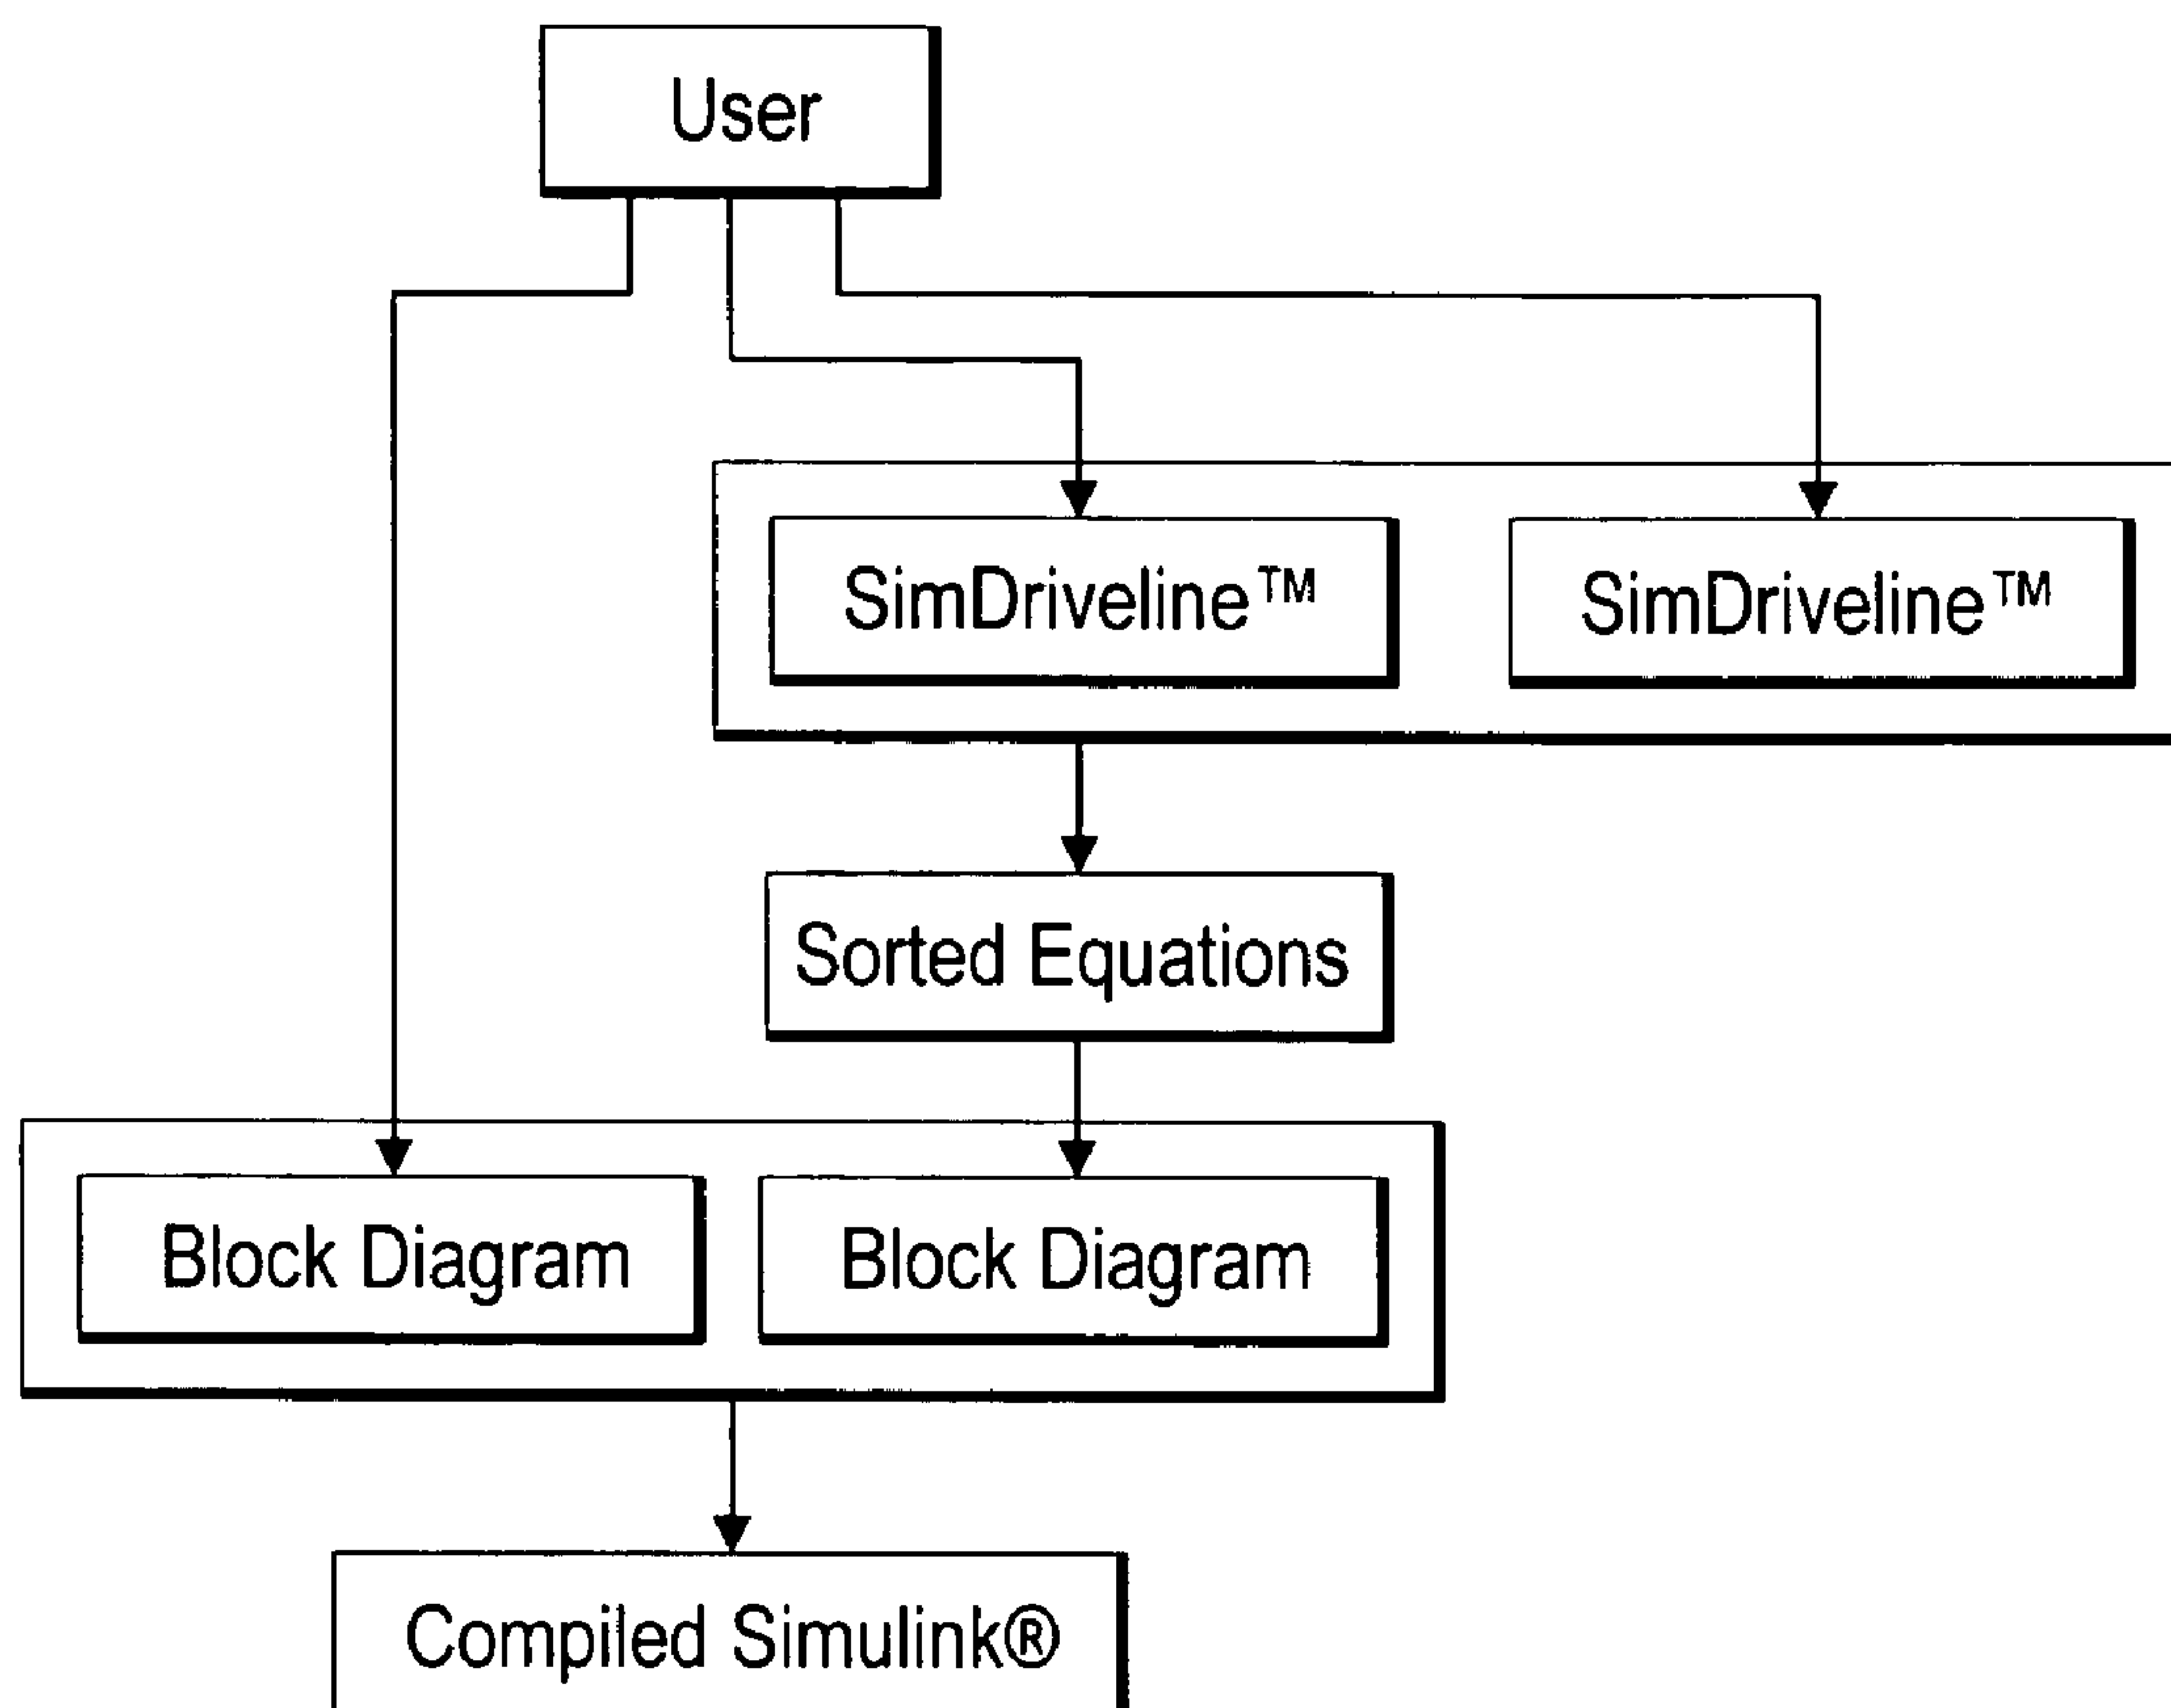 User
SimDriveline™
SimDriveline™
Sorted Equations
Block Diagram
Block Diagram
Compiled Simulink®